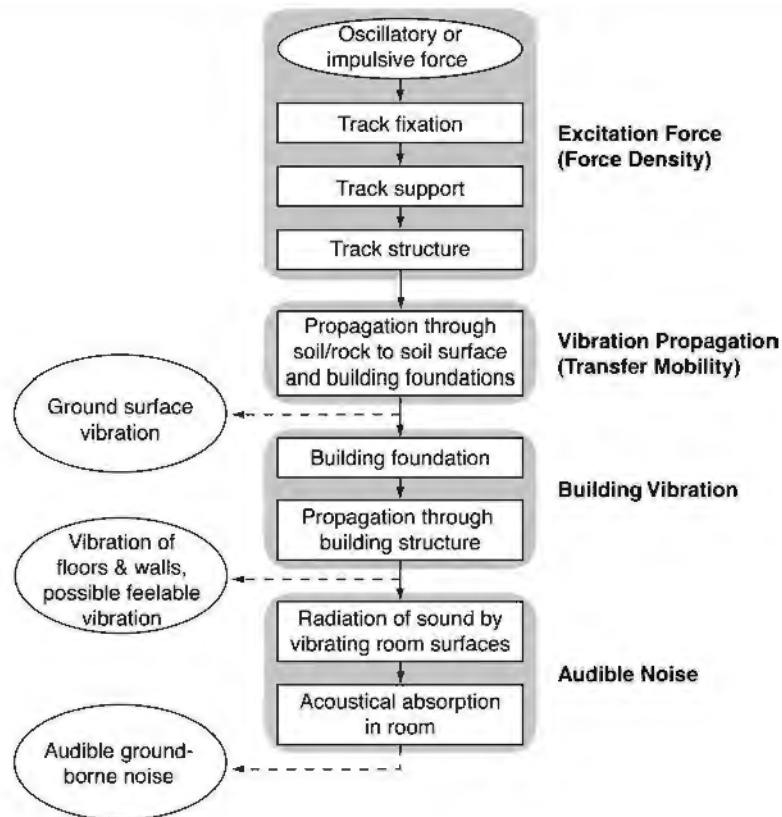 Oscillatory or
impulsive force
Track fixation
Excitation Force
(Force Density)
Track support
Track structure
Propagation through
soil/rock to soil surface
and building foundations
Vibration Propagation
(Transfer Mobility)
Ground surface
vibration
Building foundation
Building Vibration
Propagation through
building structure
Vibration of
floors & walls,
possible feelable
vibration
Radiation of sound by
vibrating room surfaces
Audible Noise
Acoustical absorption
in room
Audible ground-
borne noise